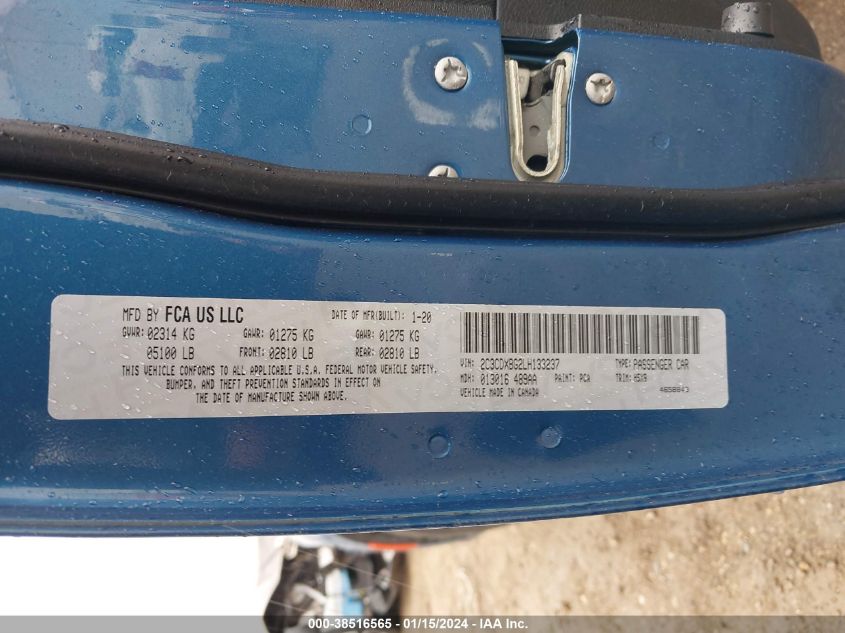 MFD BY FCA US LLC DATE OF MFR(BUILT): 1-20
GVWR: 02314 KG GAWR: 01275 KG GAWR: 01275 KG
05100 LB FRONT: 02810 LB REAR: 02810 LB
THIS VEHICLE CONFORMS TO ALL APPLICABLE U.S.A. FEDERAL MOTOR VEHICLE SAFETY,
BUMPER, AND THEFT PREVENTION STANDARDS IN EFFECT ON
THE DATE OF MANUFACTURE SHOWN ABOVE.
VIN: 2C3CDXBG2LH133237 TYPE: PASSENGER CAR
MDH: 013016 489AA PAINT: PCA TRIM: H5X9
VEHICLE MADE IN CANADA 4658843
000-38516565 - 01/15/2024 - IAAI Inc.